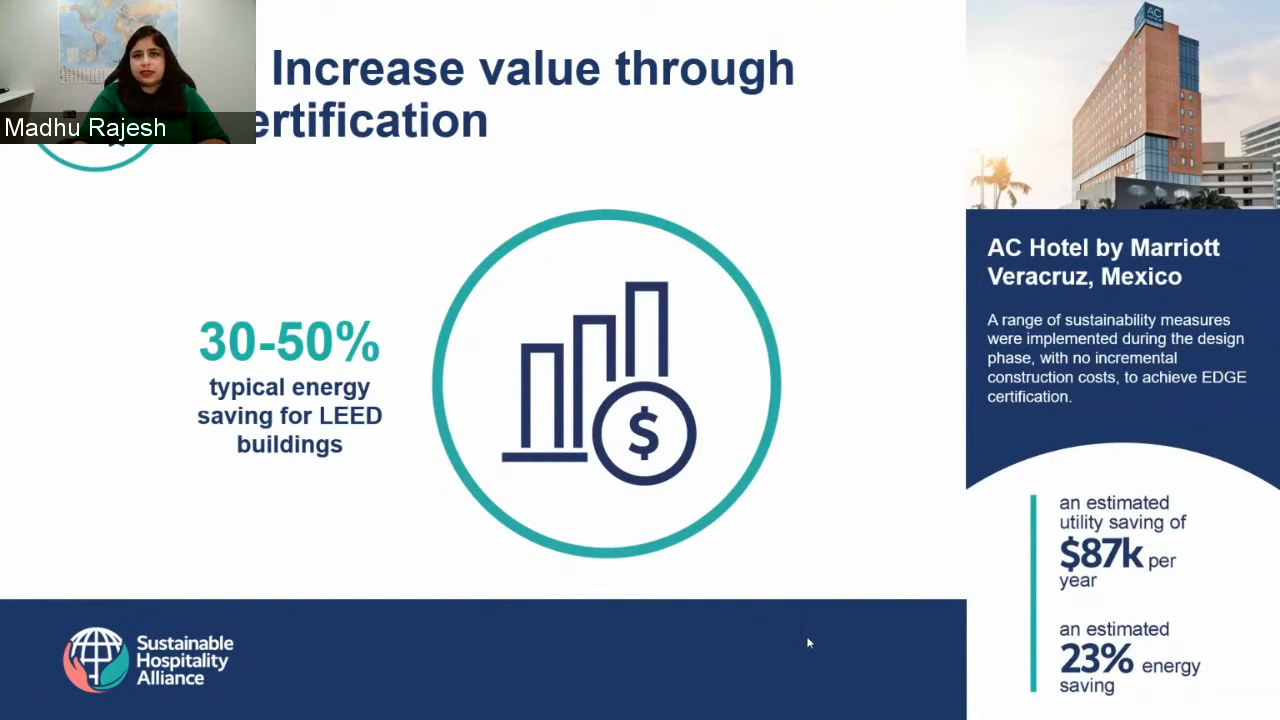 Madhu Rajesh
Increase value through
ertification
30-50%
typical energy
saving for LEED
buildings
$
Sustainable
Hospitality
Alliance
AC
AC Hotel by Marriott
Veracruz, Mexico
A range of sustainability measures
were implemented during the design
phase, with no incremental
construction costs, to achieve EDGE
certification.
an estimated
utility saving of
$87k per
year
an estimated
23% energy
saving